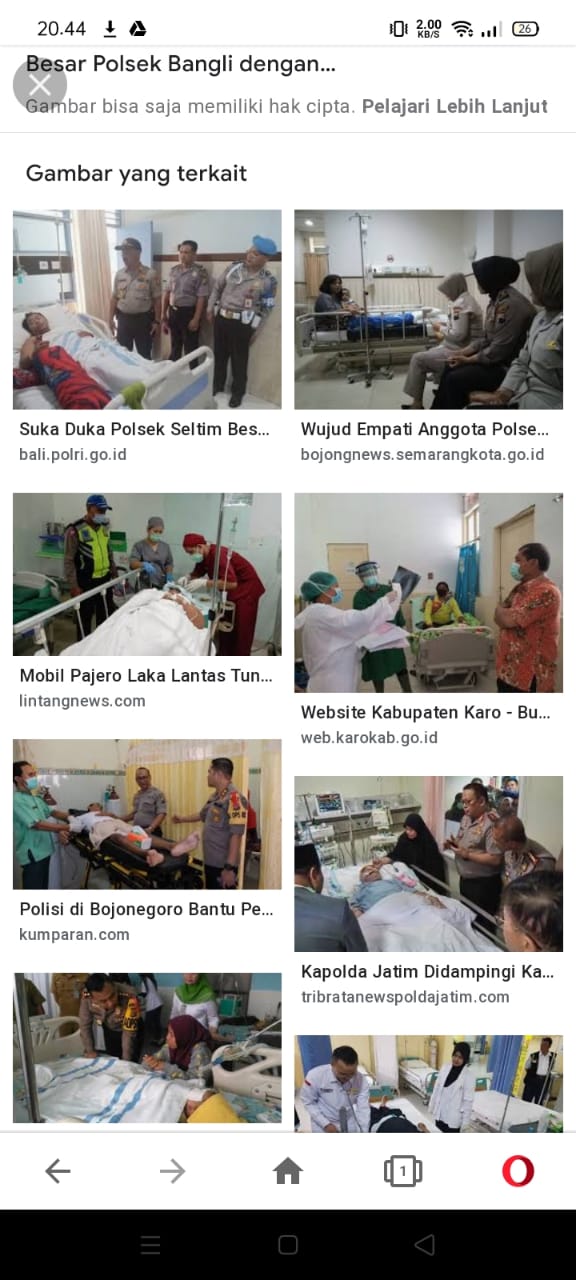 20.44
2.00
KB/S
26
Besar Polsek Bangli dengan...
Gambar bisa saja memiliki hak cipta. Pelajari Lebih Lanjut
Gambar yang terkait
Suka Duka Polsek Seltim Bes...
bali.polri.go.id
Wujud Empati Anggota Polse...
bojongnews.semarangkota.go.id
Mobil Pajero Laka Lantas Tun...
lintangnews.com
Website Kabupaten Karo - Bu...
web.karokab.go.id
Polisi di Bojonegoro Bantu Pe...
kumparan.com
Kapolda Jatim Didampingi Ka...
tribratanewspoldajatim.com
1